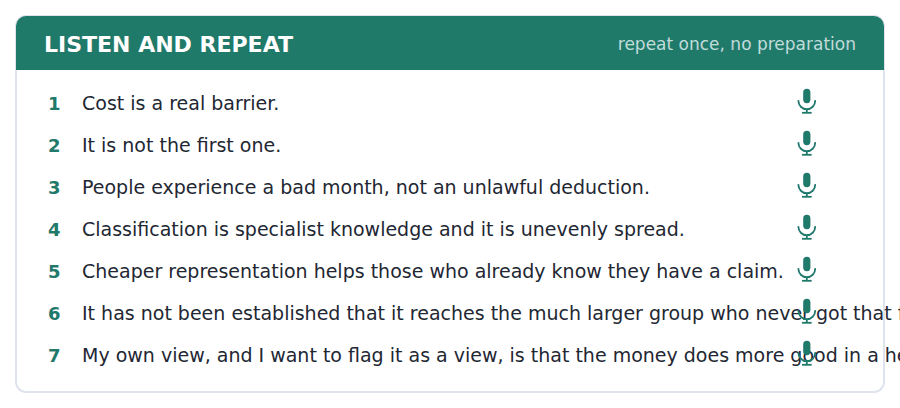 LISTEN AND REPEAT
repeat once, no preparation
1 Cost is a real barrier.
2 It is not the first one.
3 People experience a bad month, not an unlawful deduction.
4 Classification is specialist knowledge and it is unevenly spread.
5 Cheaper representation helps those who already know they have a claim.
6 It has not been established that it reaches the much larger group who never got that
7 My own view, and I want to flag it as a view, is that the money does more good in a